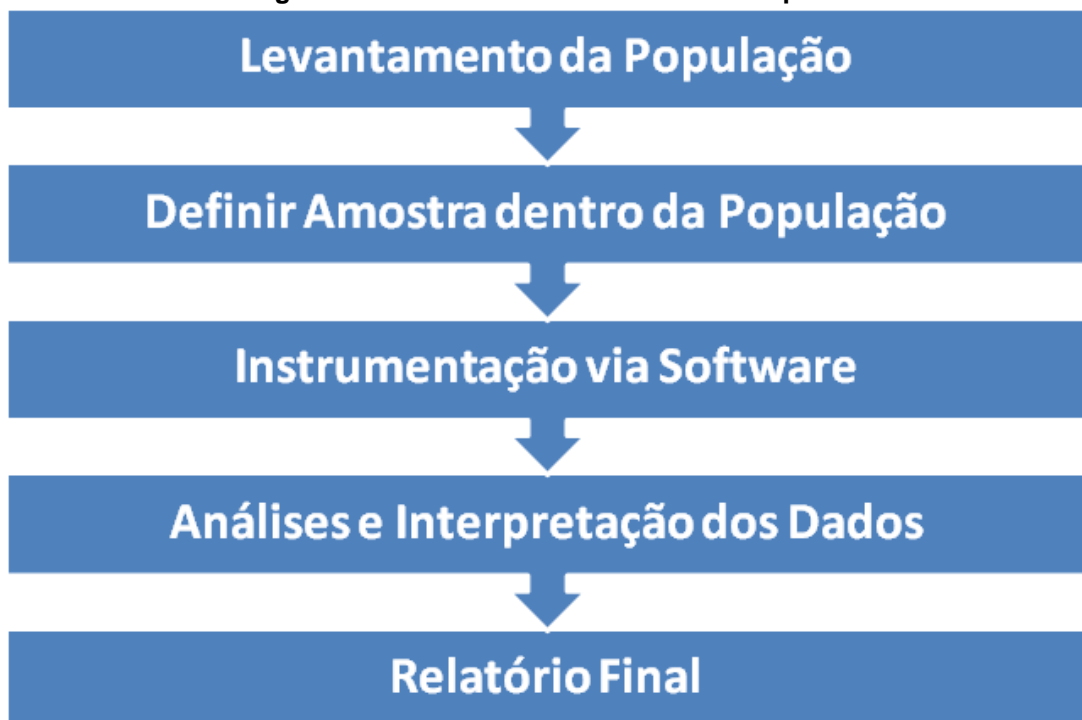 Levantamento da População
Definir Amostra dentro da População
Instrumentação via Software
Análises e Interpretação dos Dados
Relatório Final